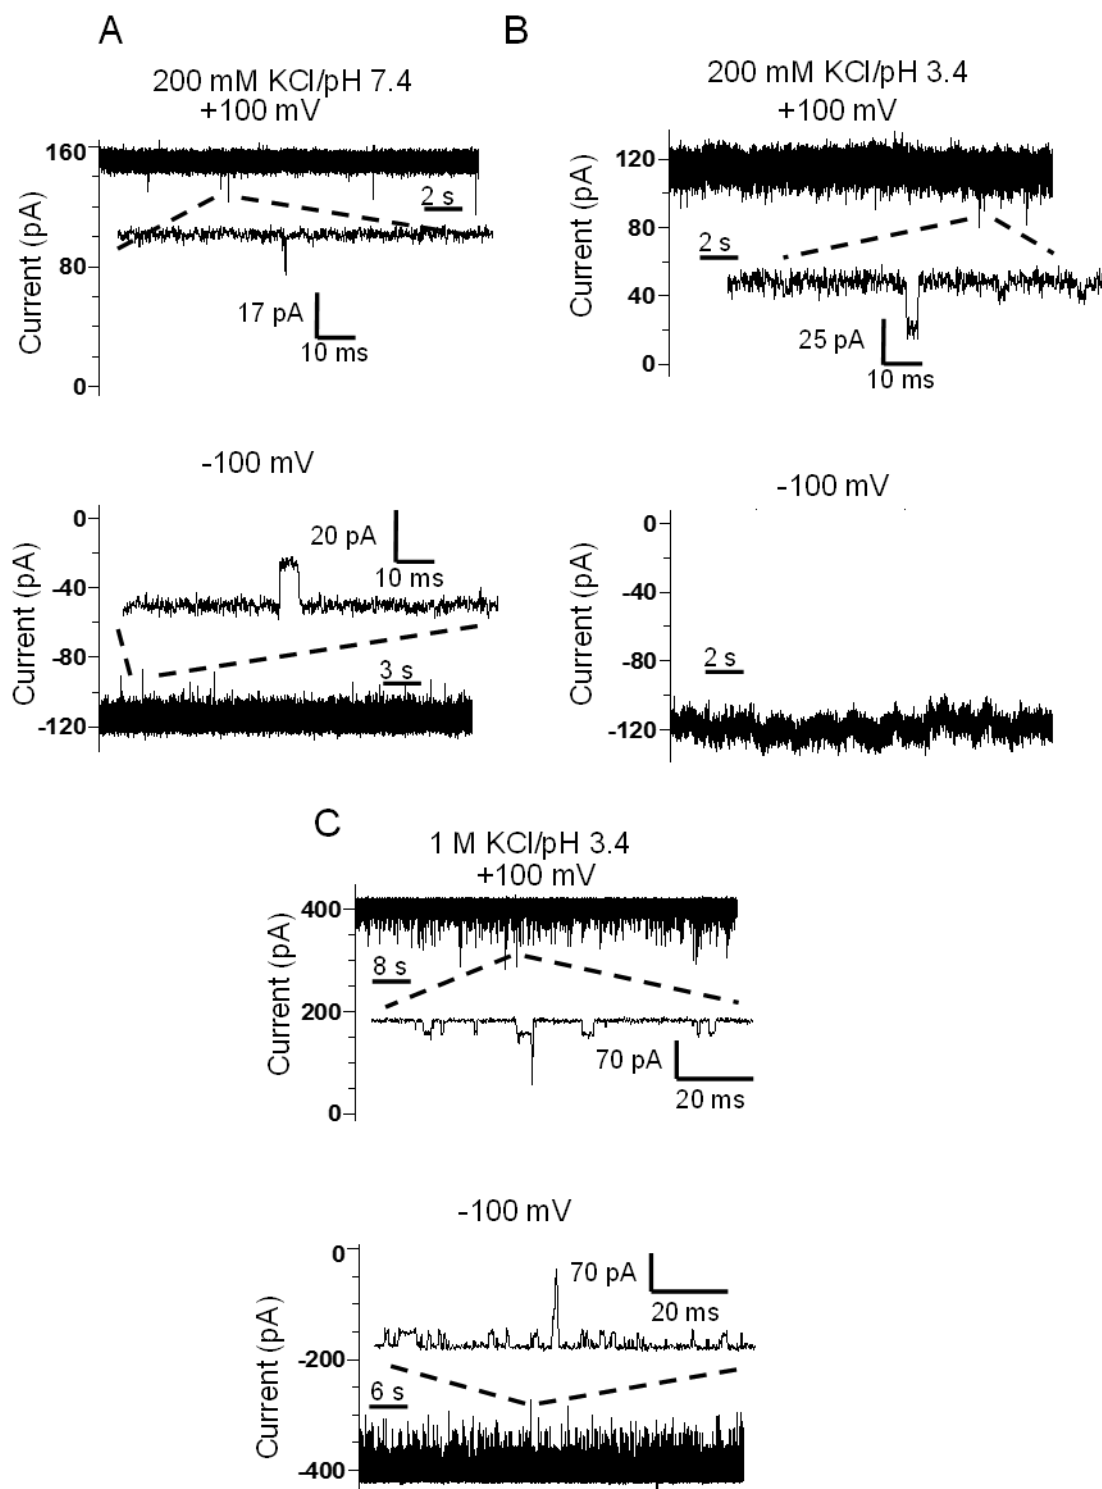 A
200 mM KCl/pH 7.4
+100 mV
Current (pA)
160
80
0
2 s
17 pA
10 ms
-100 mV
Current (pA)
0
-40
-80
-120
20 pA
10 ms
3 s
B
200 mM KCl/pH 3.4
+100 mV
Current (pA)
120
80
40
0
2 s
25 pA
10 ms
-100 mV
Current (pA)
0
-40
-80
-120
2 s
C
1 M KCl/pH 3.4
+100 mV
Current (pA)
400
200
0
8 s
70 pA
20 ms
-100 mV
Current (pA)
0
-200
-400
70 pA
20 ms
6 s